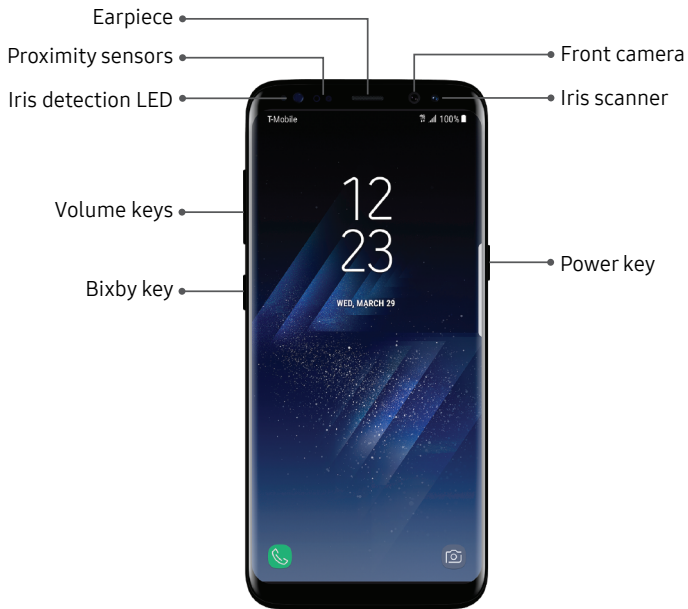 Earpiece
Proximity sensors
Front camera
Iris detection LED
Iris scanner
T-Mobile
100%
12
23
Volume keys
Power key
Bixby key
WED, MARCH 29